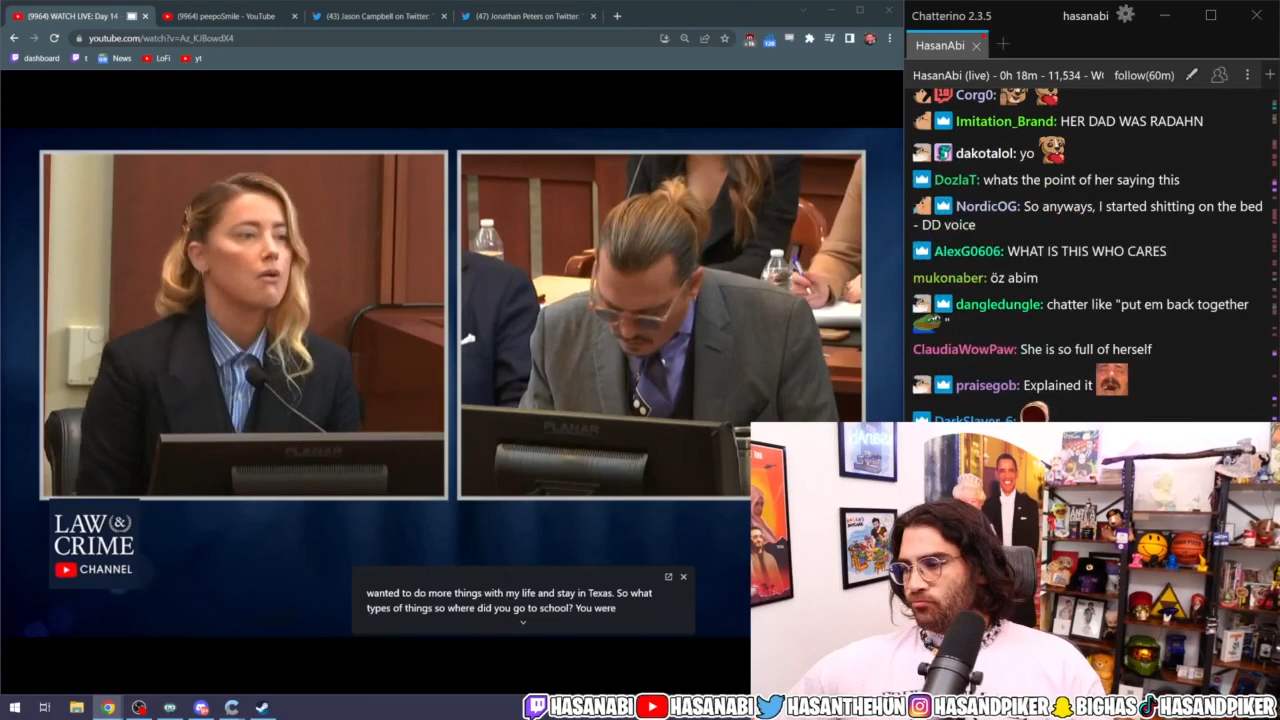 (9964) WATCH LIVE: Day 14
(9964) peepoSmile - YouTube
(43) Jason Campbell on Twitter:
(47) Jonathan Peters on Twitter:
youtube.com/watch?v=Az_KJBowdX4
dashboard
t
News
LoFi
yt
Chatterino 2.3.5
hasanabi
HasanAbi
HasanAbi (live) - 0h 18m - 11,534 -
follow(60m)
Corg0:
Imitation_Brand: HER DAD WAS RADAHN
dakotalol: yo
DozlaT: whats the point of her saying this
NordicOG: So anyways, I started shitting on the bed
- DD voice
AlexG0606: WHAT IS THIS WHO CARES
mukonaber: öz abim
dangledungle: chatter like "put em back together
"
ClaudiaWowPaw: She is so full of herself
praisegob: Explained it
DarkSlayer_6:
PLANAR
PLANAR
LAW &
CRIME
CHANNEL
wanted to do more things with my life and stay in Texas. So what
types of things so where did you go to school? You were
HASANABI
HASANABI
HASANTHEHUN
HASANDPIKER
BIGHAS
HASANDPIKER